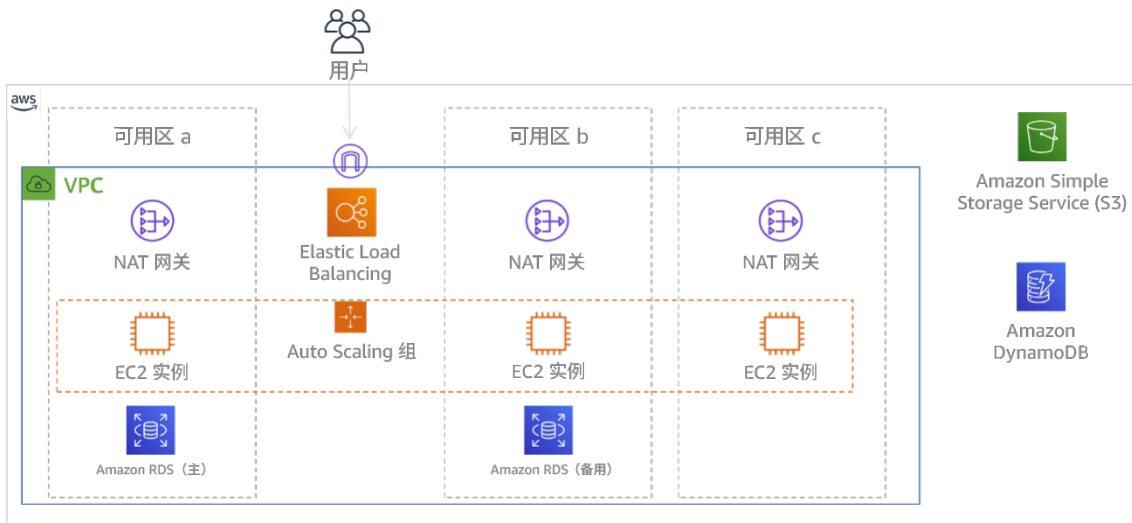 用户
aws
可用区 a
可用区 b
可用区 c
VPC
NAT 网关
Elastic Load
Balancing
NAT 网关
NAT 网关
Amazon Simple
Storage Service (S3)
Auto Scaling 组
EC2 实例
EC2 实例
EC2 实例
Amazon
DynamoDB
Amazon RDS（主）
Amazon RDS（备用）